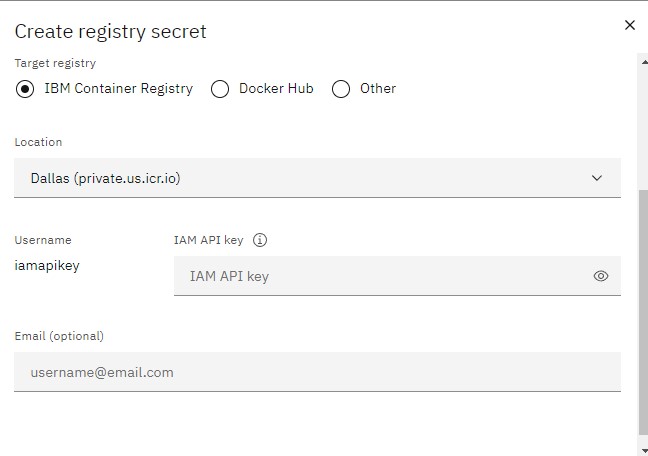 Create registry secret
Target registry
IBM Container Registry Docker Hub Other
Location
Dallas (private.us.icr.io)
Username IAM API key
iamapikey
IAM API key
Email (optional)
username@email.com